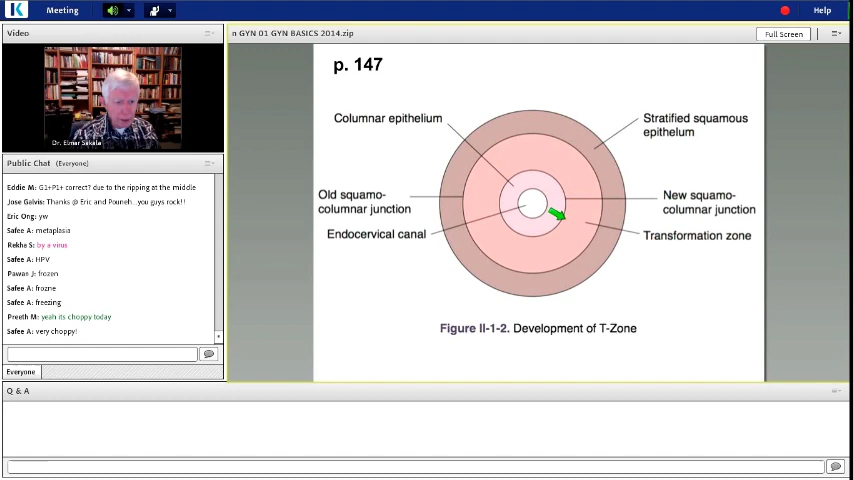 K Meeting Help
Video
n GYN 01 GYN BASICS 2014.zip
Full Screen
Dr. Elmar Sakala
Public Chat (Everyone)
Eddie M: G1+P1+ correct? due to the ripping at the middle
Jose Galvis: Thanks @ Eric and Pouneh...you guys rock!!
Eric Ong: yw
Safee A: metaplasia
Rekha S: by a virus
Safee A: HPV
Pawan J: frozen
Safee A: frozne
Safee A: freezing
Preeth M: yeah its choppy today
Safee A: very choppy!
Everyone
p. 147
Columnar epithelium
Stratified squamous
epithelum
Old squamo-
columnar junction
New squamo-
columnar junction
Endocervical canal
Transformation zone
Figure II-1-2. Development of T-Zone
Q & A